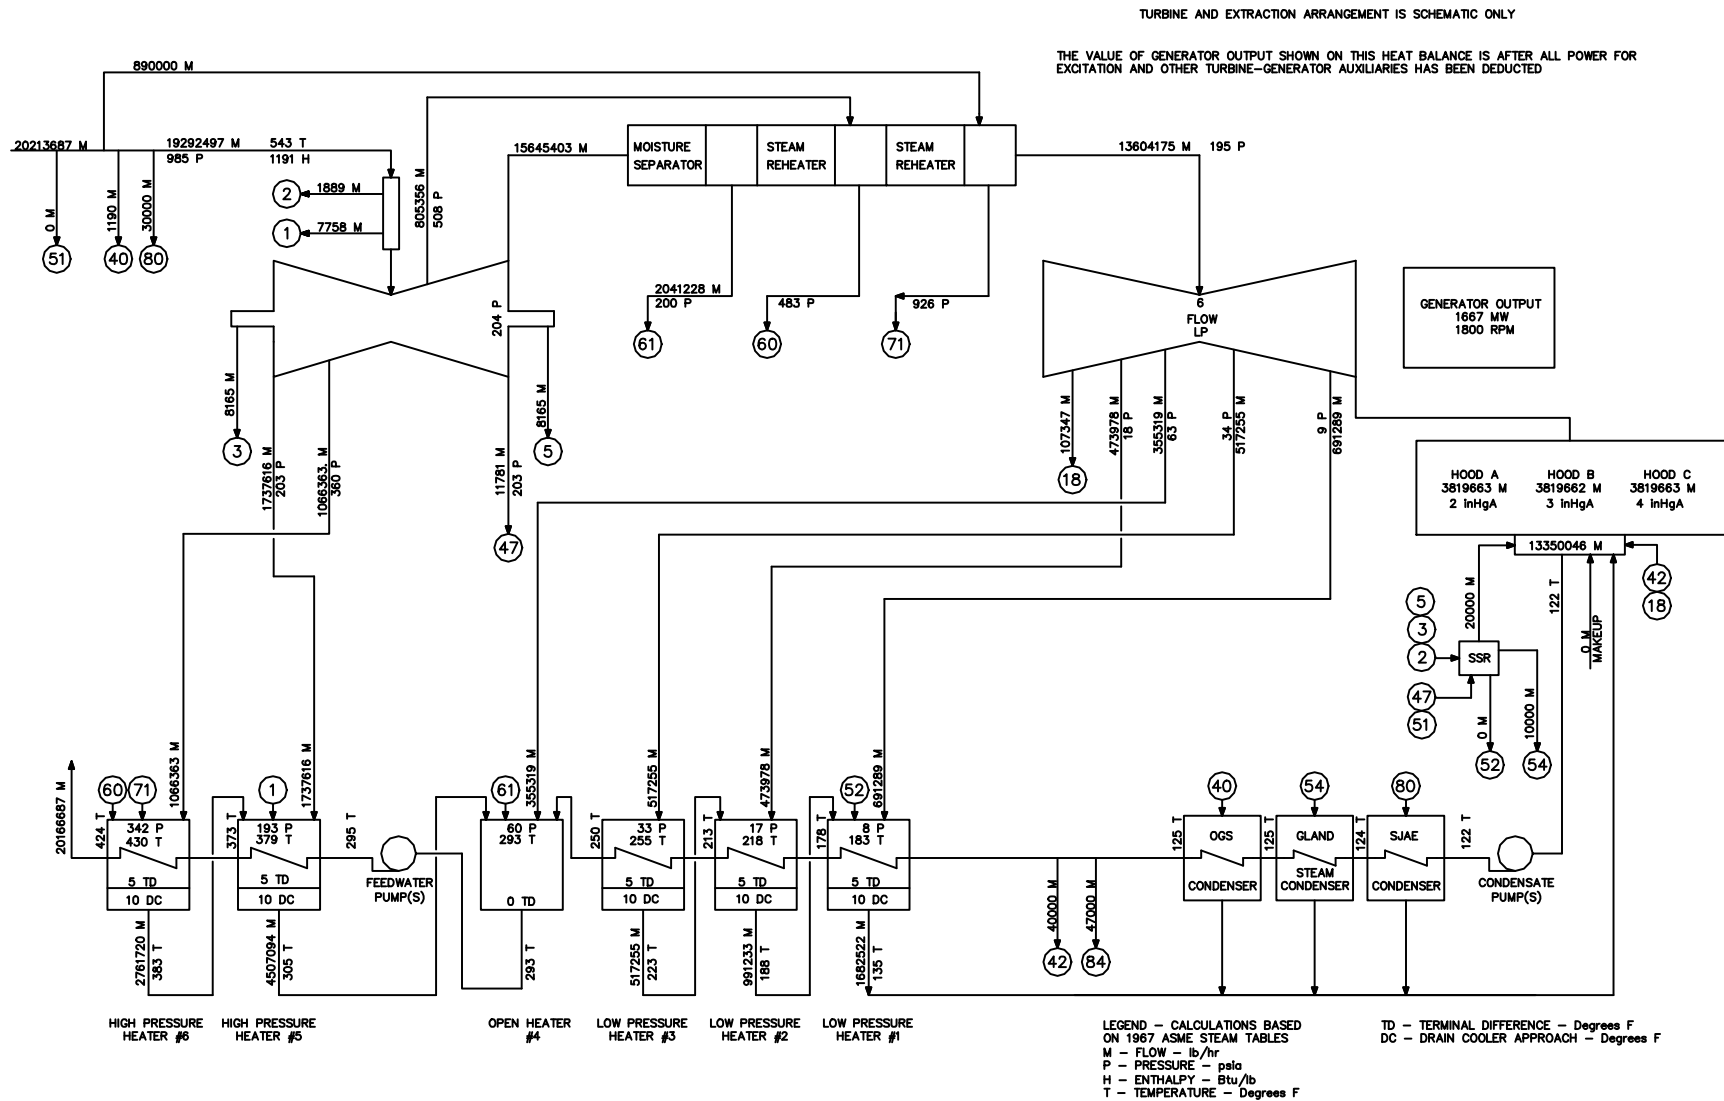 TURBINE AND EXTRACTION ARRANGEMENT IS SCHEMATIC ONLY
THE VALUE OF GENERATOR OUTPUT SHOWN ON THIS HEAT BALANCE IS AFTER ALL POWER FOR
EXCITATION AND OTHER TURBINE-GENERATOR AUXILIARIES HAS BEEN DEDUCTED
890000 M
20213687 M
19292497 M 543 T
985 P 1191 H
0 M
51
1190 M
40
30000 M
80
2
1889 M
1
7758 M
805356 M
508 P
15645403 M
MOISTURE
SEPARATOR
STEAM
REHEATER
STEAM
REHEATER
13604175 M 195 P
2041228 M
200 P
61
483 P
60
926 P
71
204 P
8165 M
3
8165 M
5
1737616 M
203 P
1066363. M
360 P
11781 M
203 P
47
6
FLOW
LP
GENERATOR OUTPUT
1667 MW
1800 RPM
107347 M
18
473978 M
18 P
355319 M
63 P
34 P
517255 M
9 P
691289 M
HOOD A
3819663 M
2 inHgA
HOOD B
3819662 M
3 inHgA
HOOD C
3819663 M
4 inHgA
13350046 M
42
18
20000 M
122 T
0 M
MAKEUP
5
3
2
SSR
47
51
0 M
52
10000 M
54
20166687 M
424 T
60
71
1066363 M
342 P
430 T
5 TD
10 DC
2761720 M
383 T
HIGH PRESSURE
HEATER #6
373 T
1
1737616 M
193 P
379 T
5 TD
10 DC
4507094 M
305 T
HIGH PRESSURE
HEATER #5
295 T
FEEDWATER
PUMP(S)
61
355319 M
60 P
293 T
0 TD
293 T
OPEN HEATER
#4
250 T
517255 M
33 P
255 T
5 TD
10 DC
517255 M
223 T
LOW PRESSURE
HEATER #3
213 T
473978 M
17 P
218 T
5 TD
10 DC
991233 M
188 T
LOW PRESSURE
HEATER #2
178 T
52
691289 M
8 P
183 T
5 TD
10 DC
1682522 M
135 T
LOW PRESSURE
HEATER #1
40000 M
42
47000 M
84
125 T
40
OGS
CONDENSER
125 T
54
GLAND
STEAM
CONDENSER
124 T
80
SJAE
CONDENSER
122 T
CONDENSATE
PUMP(S)
LEGEND - CALCULATIONS BASED
ON 1967 ASME STEAM TABLES
M - FLOW - lb/hr
P - PRESSURE - psia
H - ENTHALPY - Btu/lb
T - TEMPERATURE - Degrees F
TD - TERMINAL DIFFERENCE - Degrees F
DC - DRAIN COOLER APPROACH - Degrees F